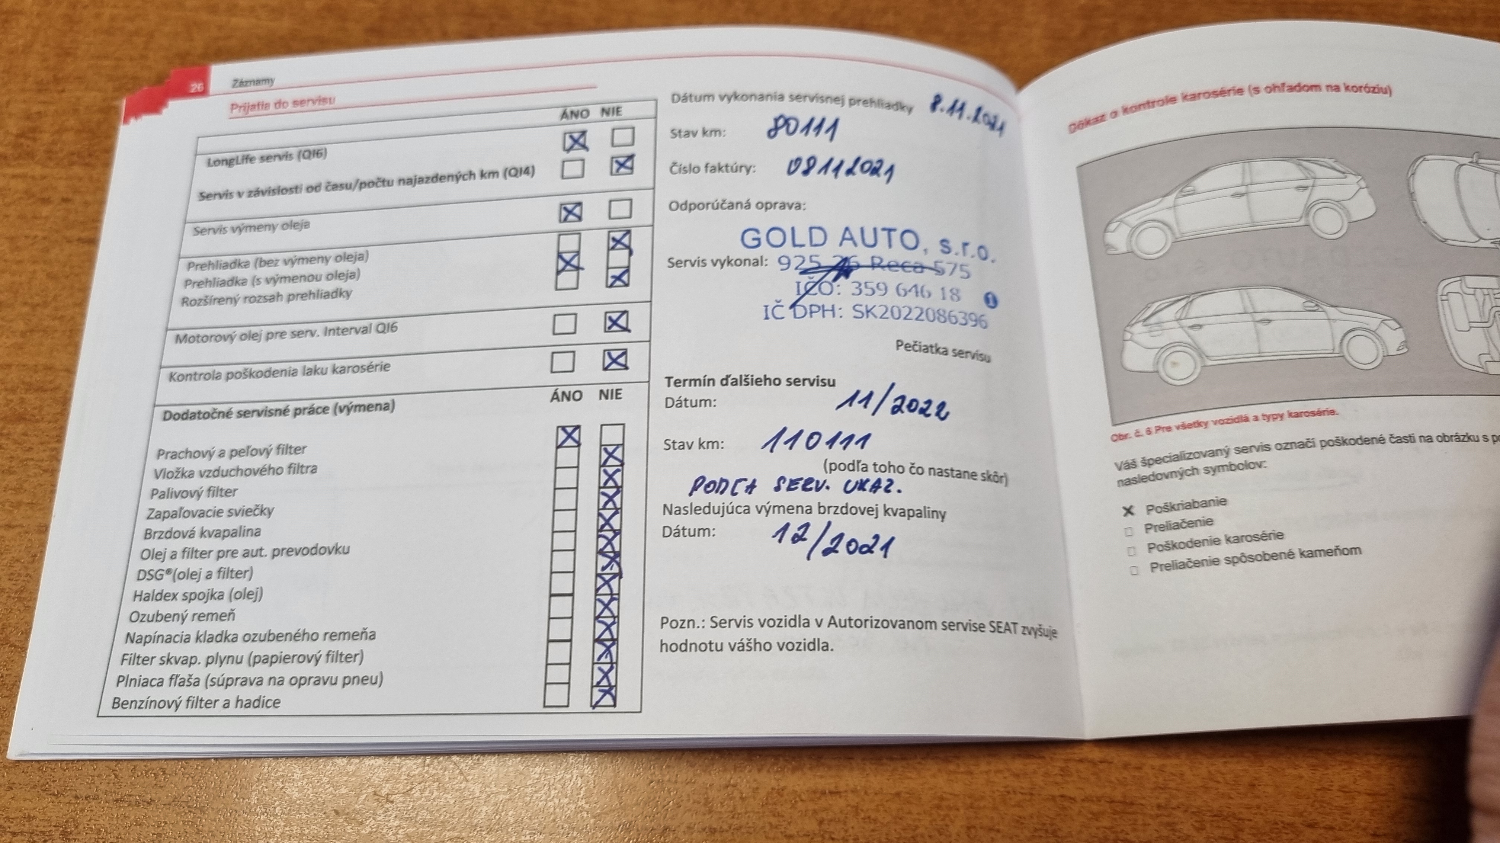 26
Záznamy
Prijatie do servisu
ÁNO NIE
LongLife servis (QI6)
Servis v závislosti od času/počtu najazdených km (QI4)
Servis výmeny oleja
Prehliadka (bez výmeny oleja)
Prehliadka (s výmenou oleja)
Rozšírený rozsah prehliadky
Motorový olej pre serv. Interval QI6
Kontrola poškodenia laku karosérie
ÁNO NIE
Dodatočné servisné práce (výmena)
Prachový a peľový filter
Vložka vzduchového filtra
Palivový filter
Zapaľovacie sviečky
Brzdová kvapalina
Olej a filter pre aut. prevodovku
DSG®(olej a filter)
Haldex spojka (olej)
Ozubený remeň
Napínacia kladka ozubeného remeňa
Filter skvap. plynu (papierový filter)
Plniaca fľaša (súprava na opravu pneu)
Benzínový filter a hadice
Dátum vykonania servisnej prehliadky 8.11.2021
Stav km: 80111
Číslo faktúry: 08112021
Odporúčaná oprava:
GOLD AUTO, s.r.o.
Servis vykonal: 925 26 Reca 575
IČO: 359 646 18
IČ DPH: SK2022086396
Pečiatka servisu
Termín ďalšieho servisu
Dátum: 11/2022
Stav km: 110111
(podľa toho čo nastane skôr)
PODĽA SERV. UKAZ.
Nasledujúca výmena brzdovej kvapaliny
Dátum: 12/2021
Pozn.: Servis vozidla v Autorizovanom servise SEAT zvyšuje
hodnotu vášho vozidla.
Dôkaz o kontrole karosérie (s ohľadom na koróziu)
Obr. č. 6 Pre všetky vozidlá a typy karosérie.
Váš špecializovaný servis označí poškodené časti na obrázku s
nasledovných symbolov:
Poškriabanie
Preliačenie
Poškodenie karosérie
Preliačenie spôsobené kameňom